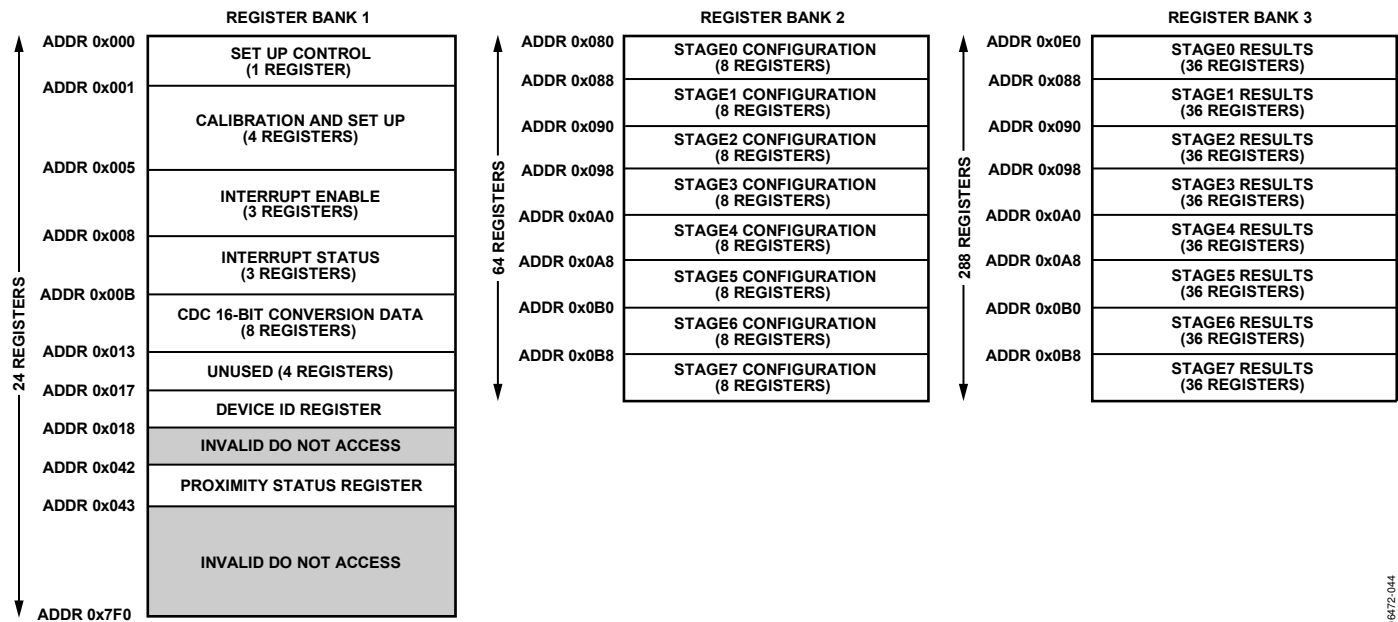 REGISTER BANK 1
24 REGISTERS
ADDR 0x000
SET UP CONTROL
(1 REGISTER)
ADDR 0x001
CALIBRATION AND SET UP
(4 REGISTERS)
ADDR 0x005
INTERRUPT ENABLE
(3 REGISTERS)
ADDR 0x008
INTERRUPT STATUS
(3 REGISTERS)
ADDR 0x00B
CDC 16-BIT CONVERSION DATA
(8 REGISTERS)
ADDR 0x013
UNUSED (4 REGISTERS)
ADDR 0x017
DEVICE ID REGISTER
ADDR 0x018
INVALID DO NOT ACCESS
ADDR 0x042
PROXIMITY STATUS REGISTER
ADDR 0x043
INVALID DO NOT ACCESS
ADDR 0x7F0
REGISTER BANK 2
64 REGISTERS
ADDR 0x080
STAGE0 CONFIGURATION
(8 REGISTERS)
ADDR 0x088
STAGE1 CONFIGURATION
(8 REGISTERS)
ADDR 0x090
STAGE2 CONFIGURATION
(8 REGISTERS)
ADDR 0x098
STAGE3 CONFIGURATION
(8 REGISTERS)
ADDR 0x0A0
STAGE4 CONFIGURATION
(8 REGISTERS)
ADDR 0x0A8
STAGE5 CONFIGURATION
(8 REGISTERS)
ADDR 0x0B0
STAGE6 CONFIGURATION
(8 REGISTERS)
ADDR 0x0B8
STAGE7 CONFIGURATION
(8 REGISTERS)
REGISTER BANK 3
288 REGISTERS
ADDR 0x0E0
STAGE0 RESULTS
(36 REGISTERS)
ADDR 0x088
STAGE1 RESULTS
(36 REGISTERS)
ADDR 0x090
STAGE2 RESULTS
(36 REGISTERS)
ADDR 0x098
STAGE3 RESULTS
(36 REGISTERS)
ADDR 0x0A0
STAGE4 RESULTS
(36 REGISTERS)
ADDR 0x0A8
STAGE5 RESULTS
(36 REGISTERS)
ADDR 0x0B0
STAGE6 RESULTS
(36 REGISTERS)
ADDR 0x0B8
STAGE7 RESULTS
(36 REGISTERS)
06472-044